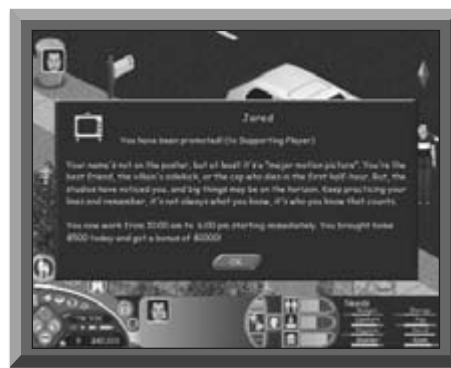 Jared
You have been promoted! (to Supporting Player)
Your name's not on the poster, but at least it's a "major motion picture". You're the
best friend, the villain's sidekick, or the cop who dies in the first half-hour. But, the
studios have noticed you, and big things may be on the horizon. Keep practicing your
lines and remember, it's not always what you know, it's who you know that counts.
You now work from 10:00 am to 6:00 pm starting immediately. You brought home
$500 today and got a bonus of
OK
Needs